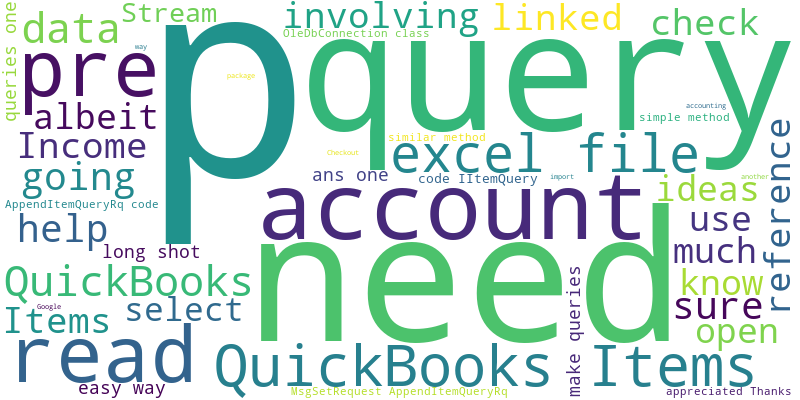 queries one
data
Stream
way
pre
albeit
Income
going
AppendItemQueryRq code
help
long shot
QuickBooks
Items
Google
select
read
easy way
p
package
involving
OleDbConnection class
linked
check
query
accounting
simple method
similar method
Checkout
excel file
ans one
code IItemQuery
import
another
account
ideas
use
much
reference
know
sure
open
need
QuickBooks Items
make queries
MsgSetRequest AppendItemQueryRq
appreciated Thanks